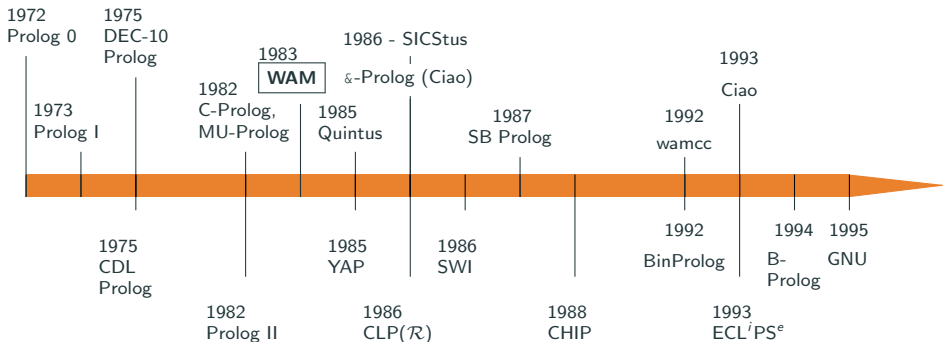 1972
Prolog 0
1973
Prolog I
1975
DEC-10
Prolog
1982
C-Prolog,
MU-Prolog
1983
WAM
1985
Quintus
1986 - SICStus
&-Prolog (Ciao)
1987
SB Prolog
1992
wamcc
1993
Ciao
1975
CDL
Prolog
1982
Prolog II
1985
YAP
1986
CLP(ℛ)
1986
SWI
1988
CHIP
1992
BinProlog
1993
ECLⁱPSᵉ
1994
B-
Prolog
1995
GNU